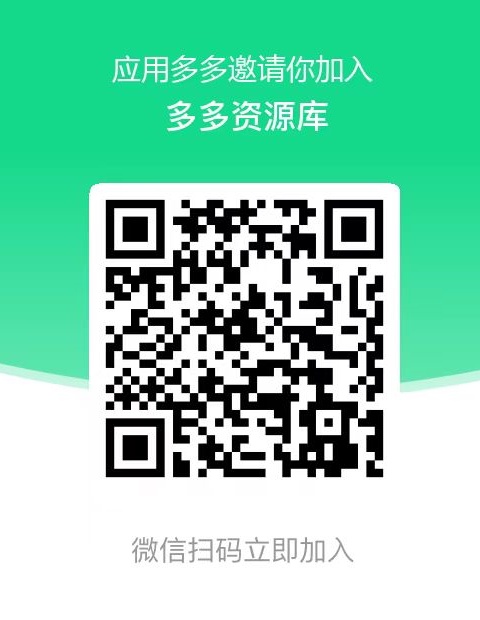 应用多多邀请你加入
多多资源库
微信扫码立即加入